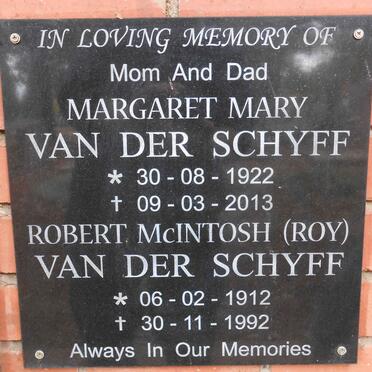 IN LOVING MEMORY OF
Mom And Dad
MARGARET MARY
VAN DER SCHYFF
* 30 - 08 - 1922
† 09 - 03 - 2013
ROBERT McINTOSH (ROY)
VAN DER SCHYFF
* 06 - 02 - 1912
† 30 - 11 - 1992
Always In Our Memories